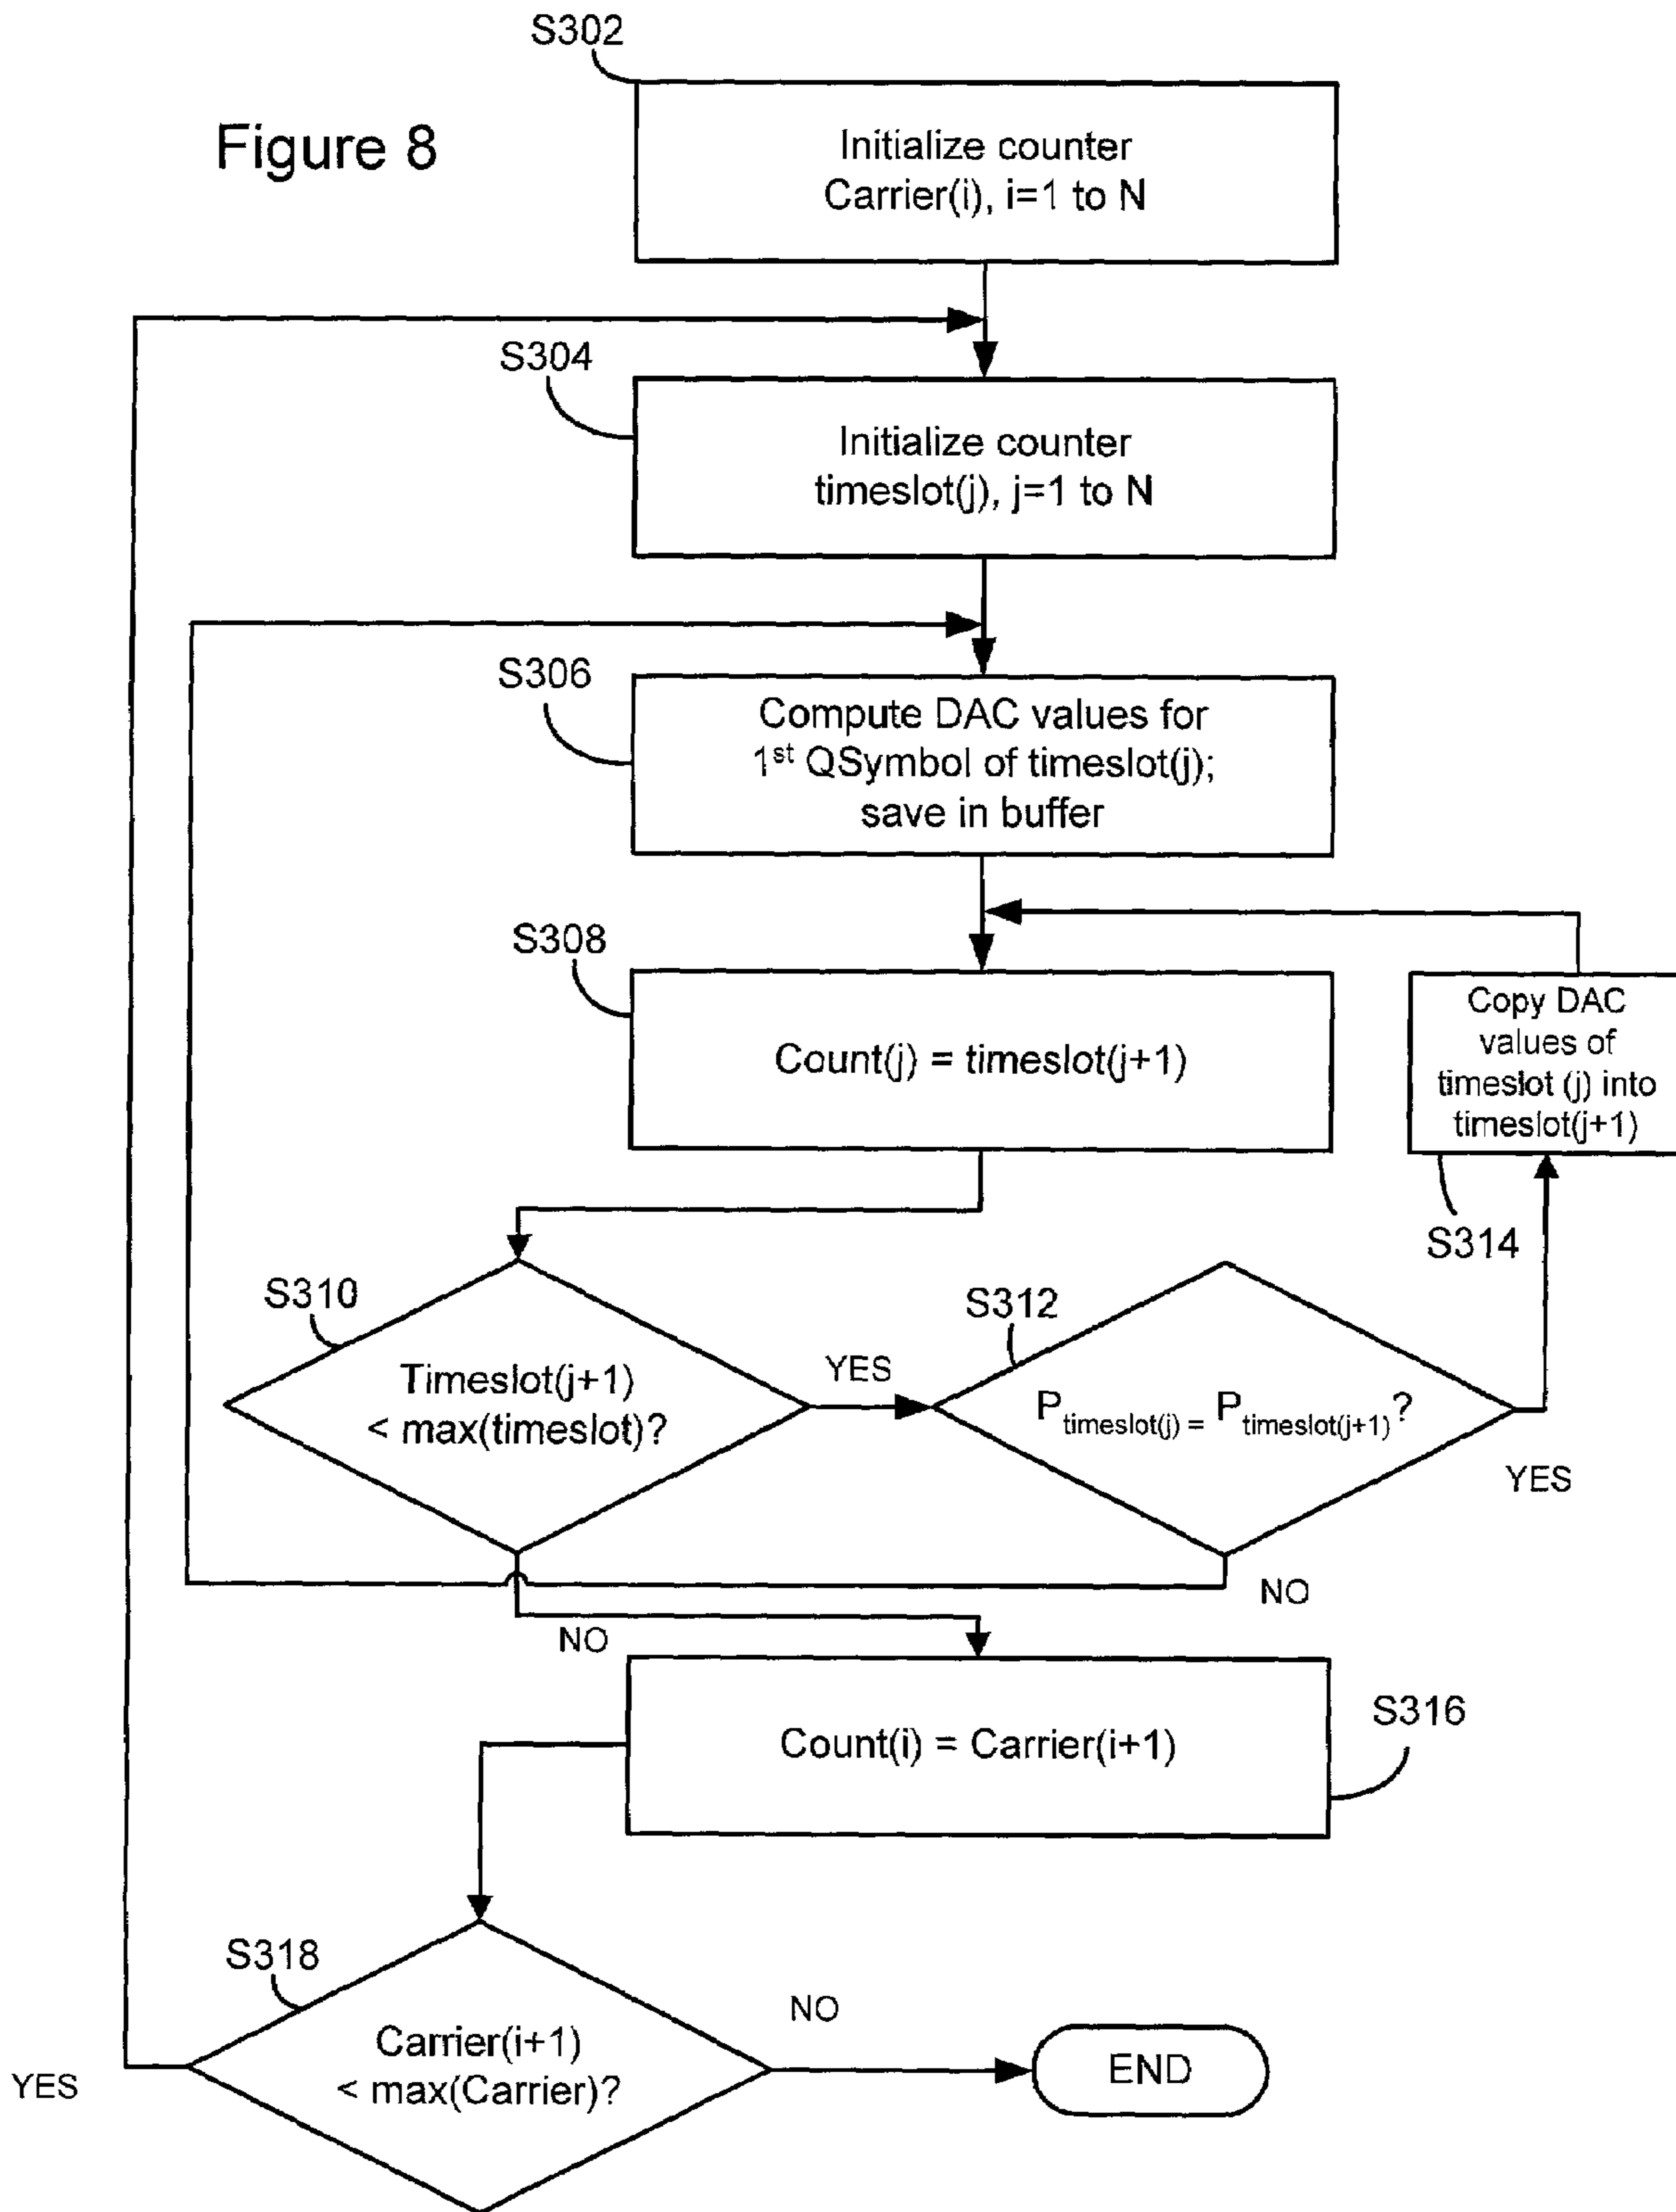 S302
Figure 8
Initialize counter
Carrier(i), i=1 to N
S304
Initialize counter
timeslot(j), j=1 to N
S306
Compute DAC values for
1st QSymbol of timeslot(j);
save in buffer
S308
Count(j) = timeslot(j+1)
Copy DAC
values of
timeslot (j) into
timeslot(j+1)
S314
S310
Timeslot(j+1)
< max(timeslot)?
YES
S312
Ptimeslot(j) = Ptimeslot(j+1)?
YES
NO
NO
Count(i) = Carrier(i+1)
S316
S318
Carrier(i+1)
< max(Carrier)?
YES
NO
END